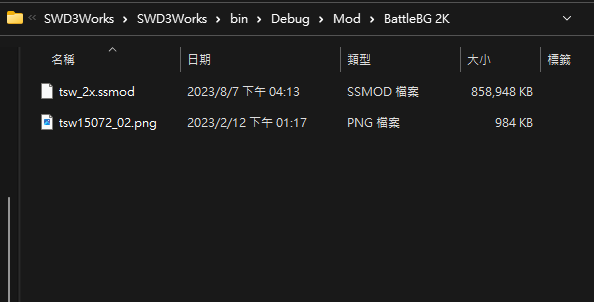 SWD3Works > SWD3Works > bin > Debug > Mod > BattleBG 2K
名稱 日期 類型 大小 標籤
tsw_2x.ssmod 2023/8/7 下午 04:13 SSMOD 檔案 858,948 KB
tsw15072_02.png 2023/2/12 下午 01:17 PNG 檔案 984 KB